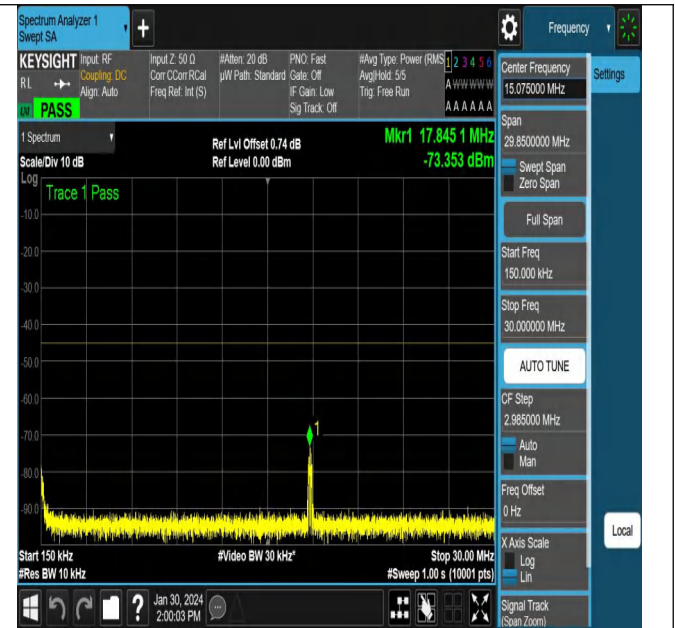 Spectrum Analyzer 1
Swept SA
Frequency
KEYSIGHT
RL
PASS
Input: RF
Coupling: DC
Align: Auto
Input Z: 50 Ω
Corr CCorr RCal
Freq Ref: Int (S)
#Atten: 20 dB
µW Path: Standard
PNO: Fast
Gate: Off
IF Gain: Low
Sig Track: Off
#Avg Type: Power (RMS
Avg|Hold: 5/5
Trig: Free Run
1 2 3 4 5 6
A W W W W W
A A A A A A
1 Spectrum
Scale/Div 10 dB
Log
Ref Lvl Offset 0.74 dB
Ref Level 0.00 dBm
Mkr1 17.845 1 MHz
-73.353 dBm
Trace 1 Pass
-10.0
-20.0
-30.0
-40.0
-50.0
-60.0
-70.0
-80.0
-90.0
1
Start 150 kHz
#Res BW 10 kHz
#Video BW 30 kHz*
Stop 30.00 MHz
#Sweep 1.00 s (10001 pts)
Jan 30, 2024
2:00:03 PM
Center Frequency
15.075000 MHz
Settings
Span
29.8500000 MHz
Swept Span
Zero Span
Full Span
Start Freq
150.000 kHz
Stop Freq
30.000000 MHz
AUTO TUNE
CF Step
2.985000 MHz
Auto
Man
Freq Offset
0 Hz
X Axis Scale
Log
Lin
Local
Signal Track
(Span Zoom)